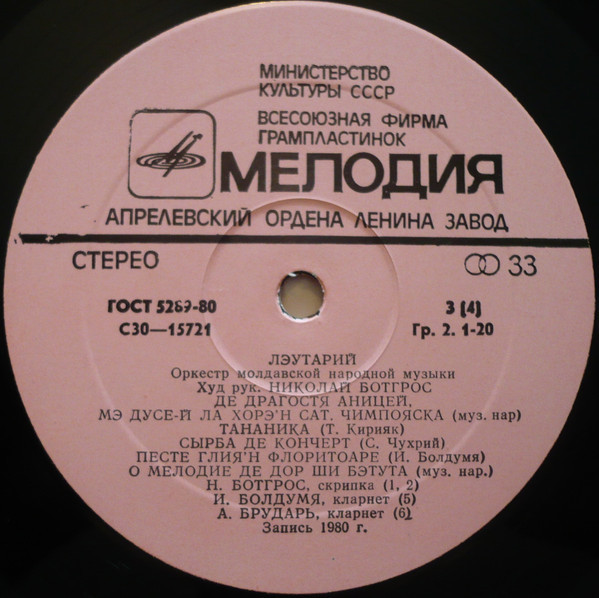 МИНИСТЕРСТВО
КУЛЬТУРЫ СССР
ВСЕСОЮЗНАЯ ФИРМА
ГРАМПЛАСТИНОК
МЕЛОДИЯ
АПРЕЛЕВСКИЙ ОРДЕНА ЛЕНИНА ЗАВОД
СТЕРЕО 33
ГОСТ 5289-80 3 (4)
С30—15721 Гр. 2. 1-20
ЛЭУТАРИЙ
Оркестр молдавской народной музыки
Худ рук. НИКОЛАЙ БОТГРОС
ДЕ ДРАГОСТЯ АНИЦЕЙ,
МЭ ДУСЕ-Й ЛА ХОРЭ'Н САТ. ЧИМПОЯСКА (муз. нар)
ТАНАНИКА (Т. Кирияк)
СЫРБА ДЕ КОНЧЕРТ (С. Чухрий)
ПЕСТЕ ГЛИЯ'Н ФЛОРИТОАРЕ (И. Болдумя)
О МЕЛОДИЕ ДЕ ДОР ШИ БЭТУТА (муз. нар.)
Н. БОТГРОС, скрипка (1, 2)
И. БОЛДУМЯ, кларнет (5)
А. БРУДАРЬ, кларнет (6)
Запись 1980 г.